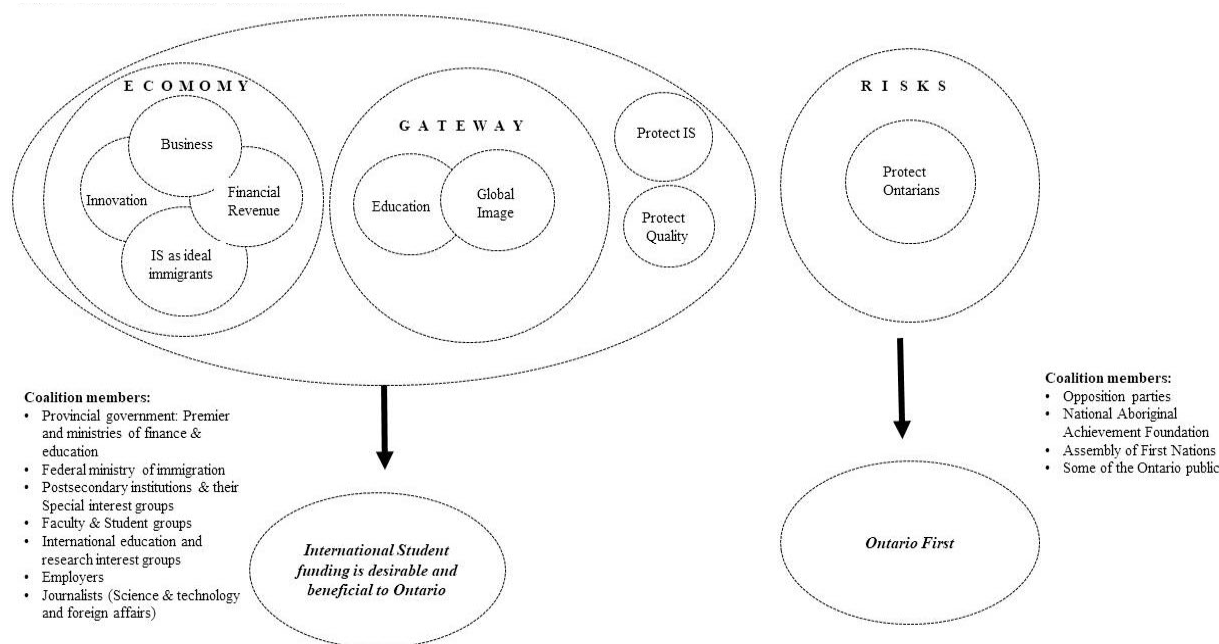 E C O M O M Y
Business
Innovation
Financial
Revenue
IS as ideal
immigrants
G A T E W A Y
Education
Global
Image
Protect IS
Protect
Quality
R I S K S
Protect
Ontarians
Coalition members:
• Provincial government: Premier
and ministries of finance &
education
• Federal ministry of immigration
• Postsecondary institutions & their
Special interest groups
• Faculty & Student groups
• International education and
research interest groups
• Employers
• Journalists (Science & technology
and foreign affairs)
International Student
funding is desirable and
beneficial to Ontario
Coalition members:
• Opposition parties
• National Aboriginal
Achievement Foundation
• Assembly of First Nations
• Some of the Ontario public
Ontario First